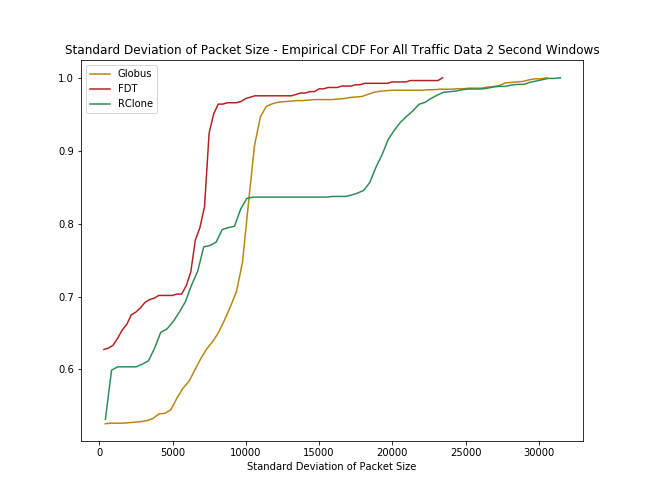 Standard Deviation of Packet Size - Empirical CDF For All Traffic Data 2 Second Windows
Globus
FDT
RClone
1.0
0.9
0.8
0.7
0.6
0
5000
10000
15000
20000
25000
30000
Standard Deviation of Packet Size